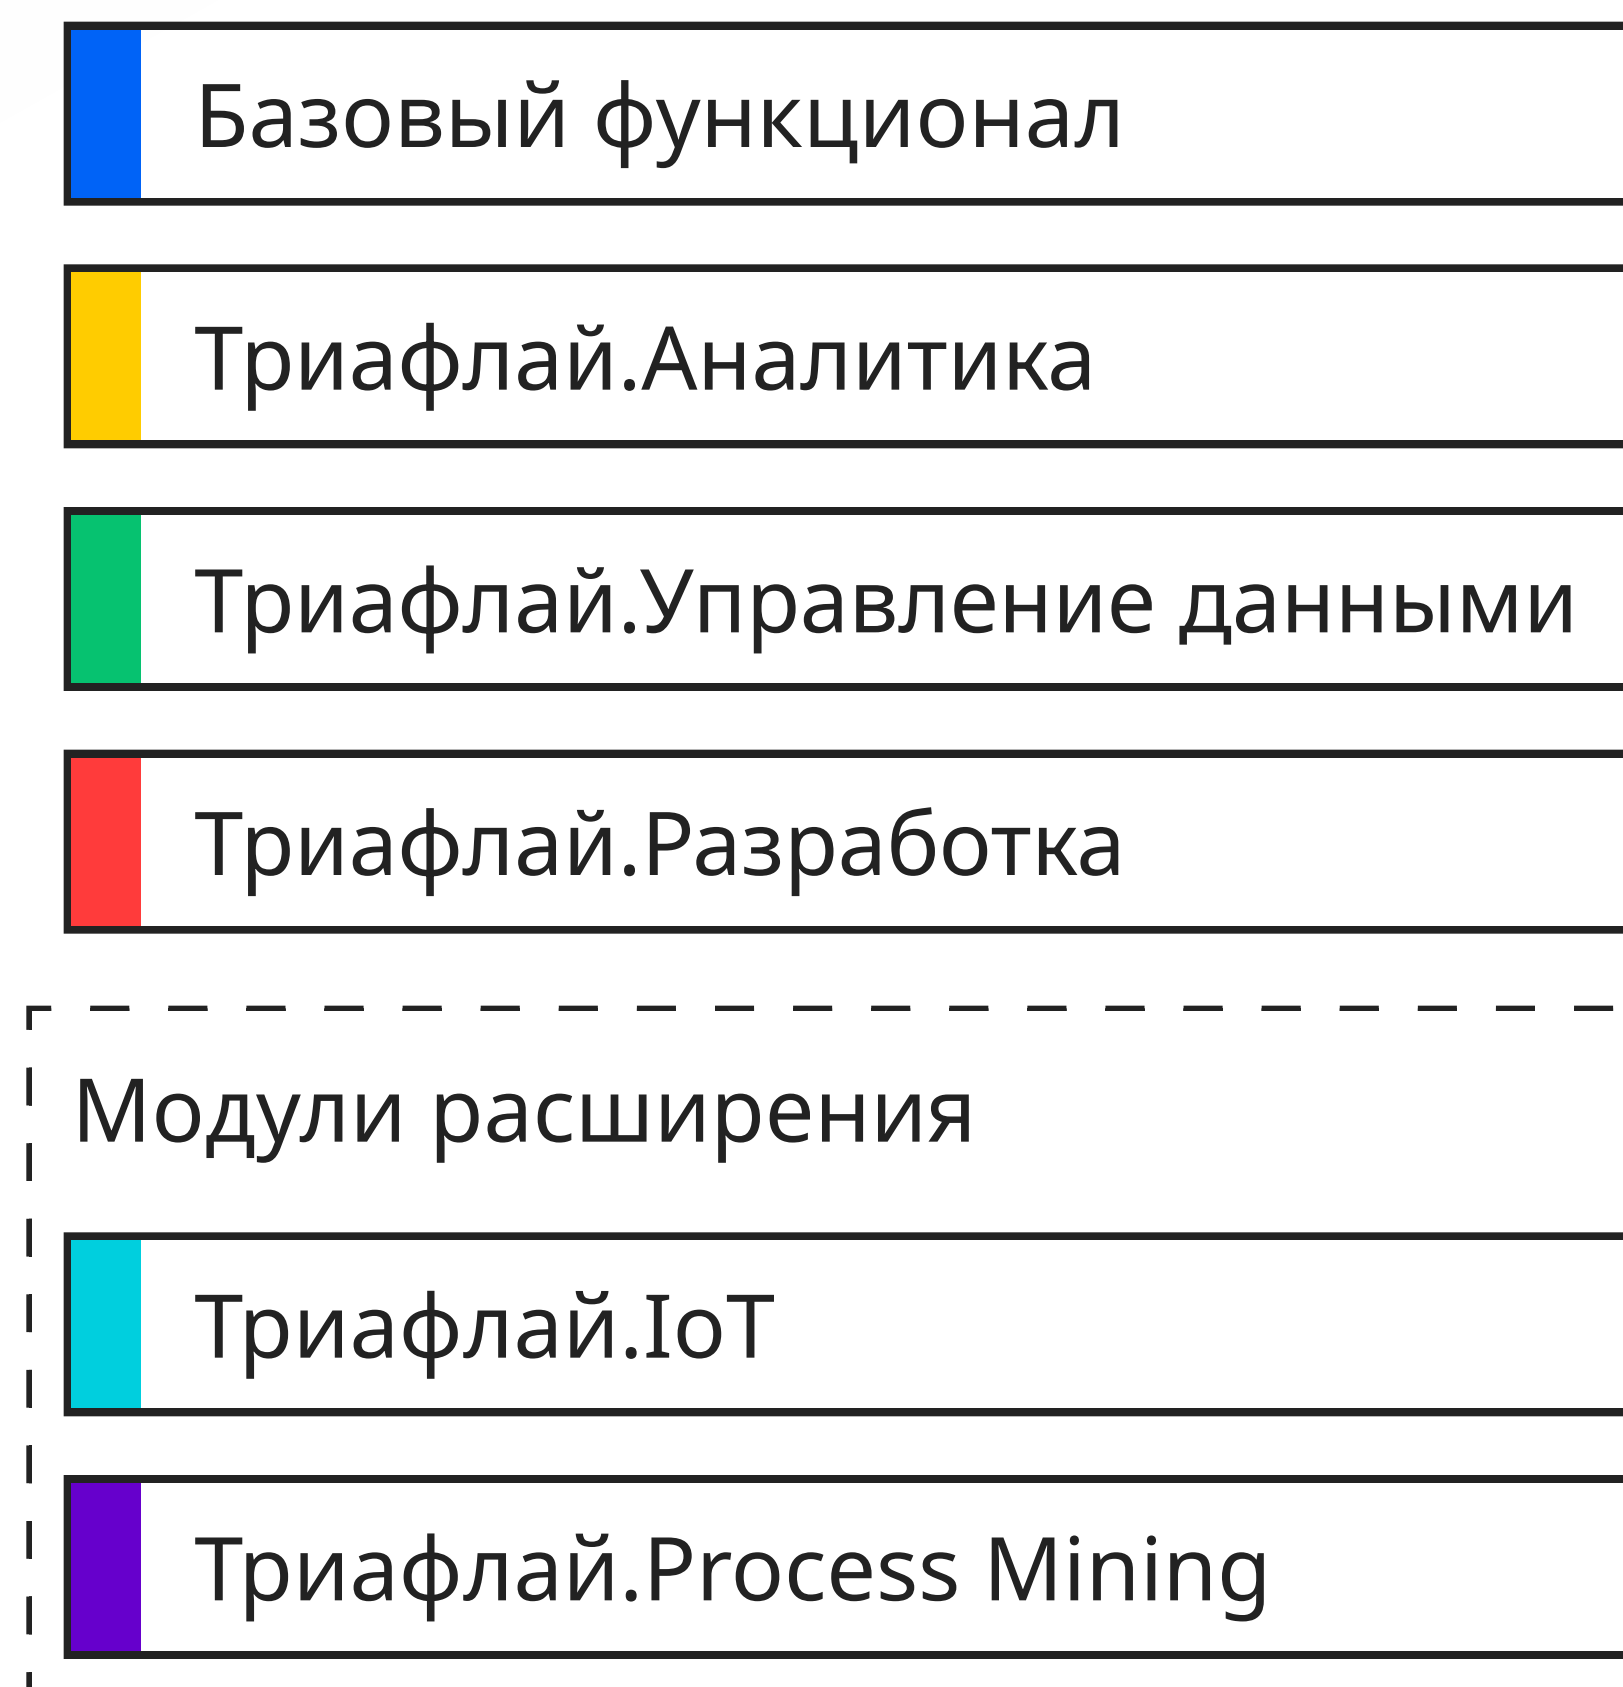 Базовый функционал
Триафлай.Аналитика
Триафлай.Управление данными
Триафлай.Разработка
Модули расширения
Триафлай.IoT
Триафлай.Process Mining